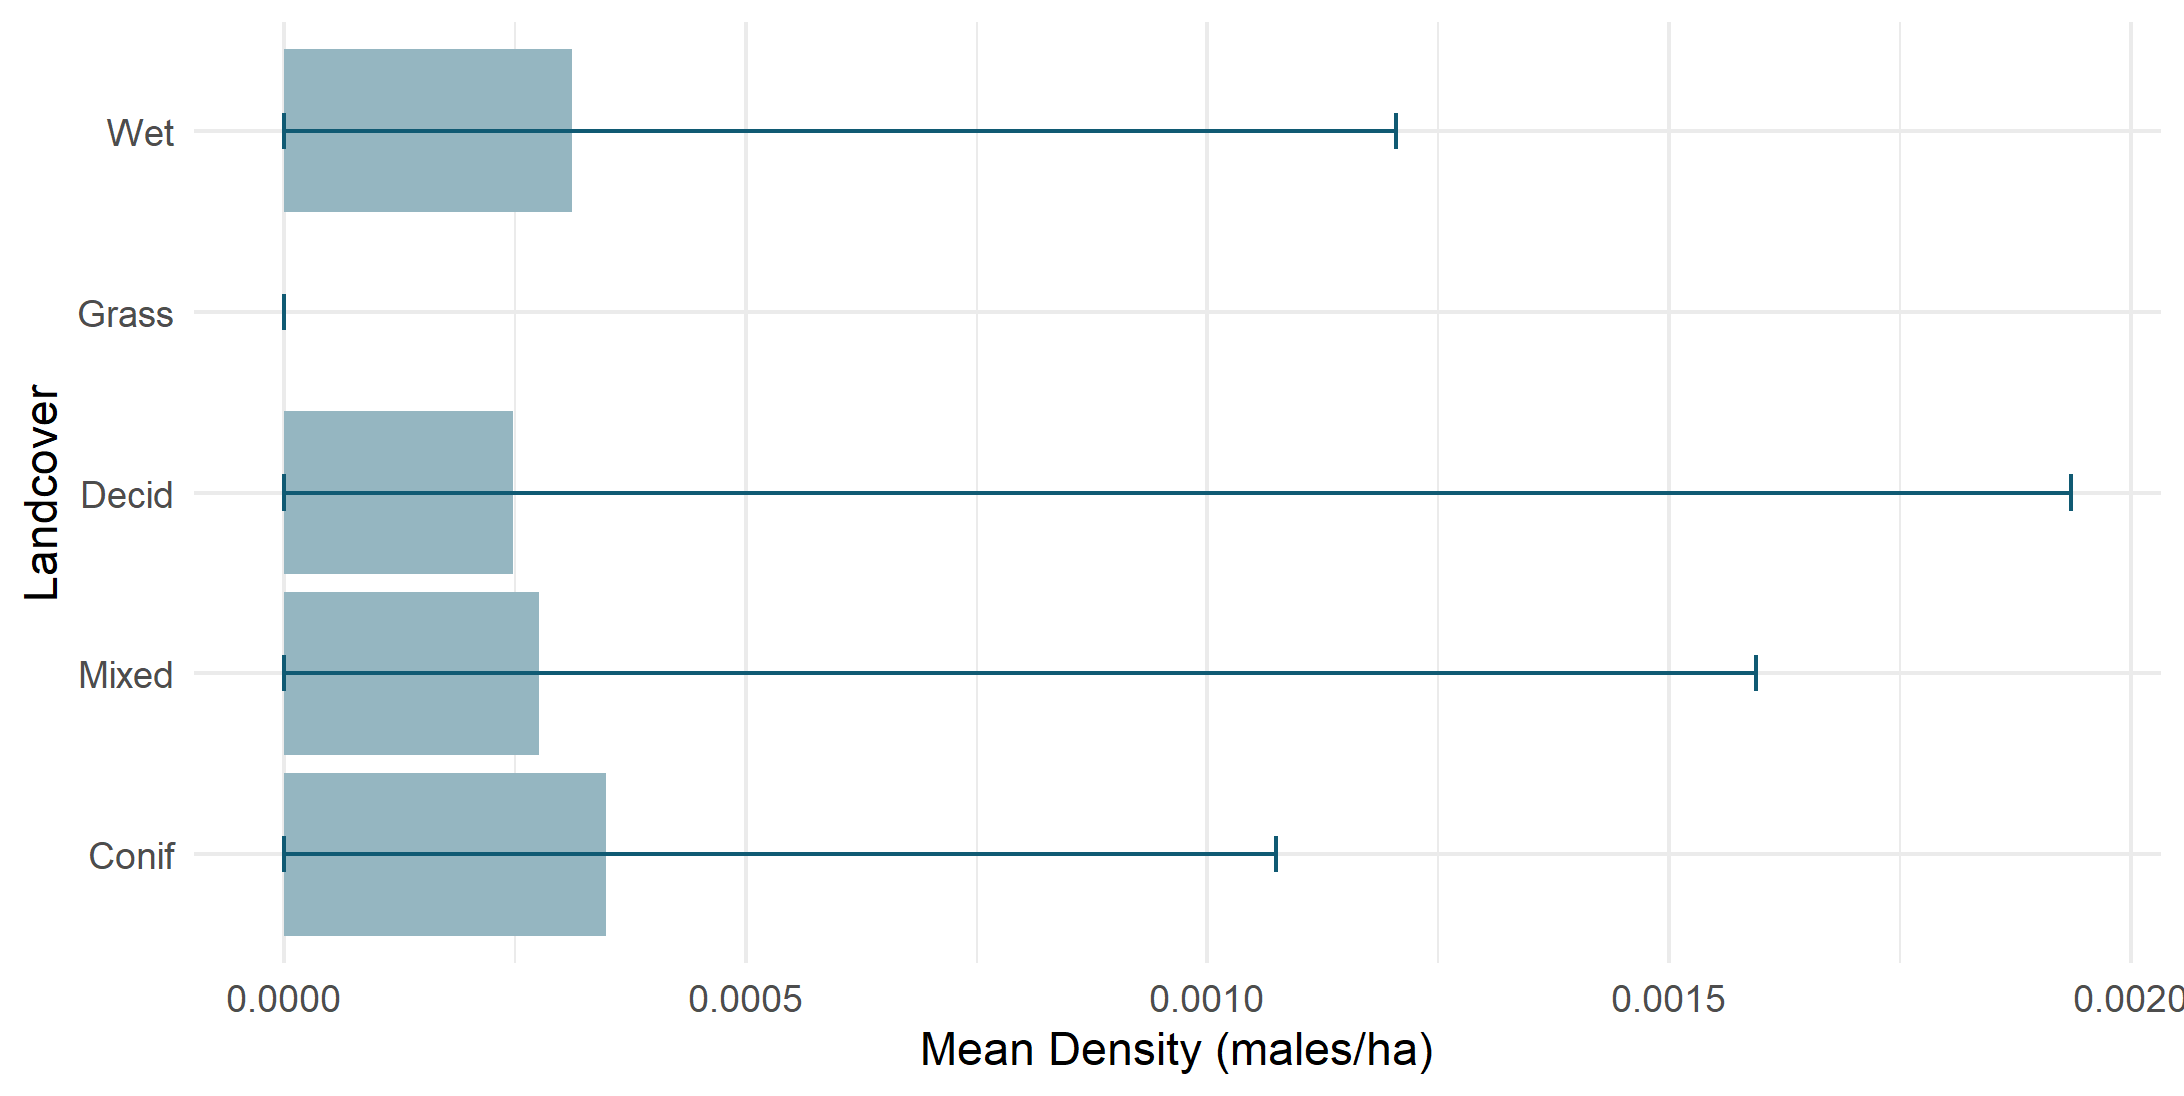 Wet
Grass
Decid
Mixed
Conif
Landcover
0.0000 0.0005 0.0010 0.0015 0.0020
Mean Density (males/ha)